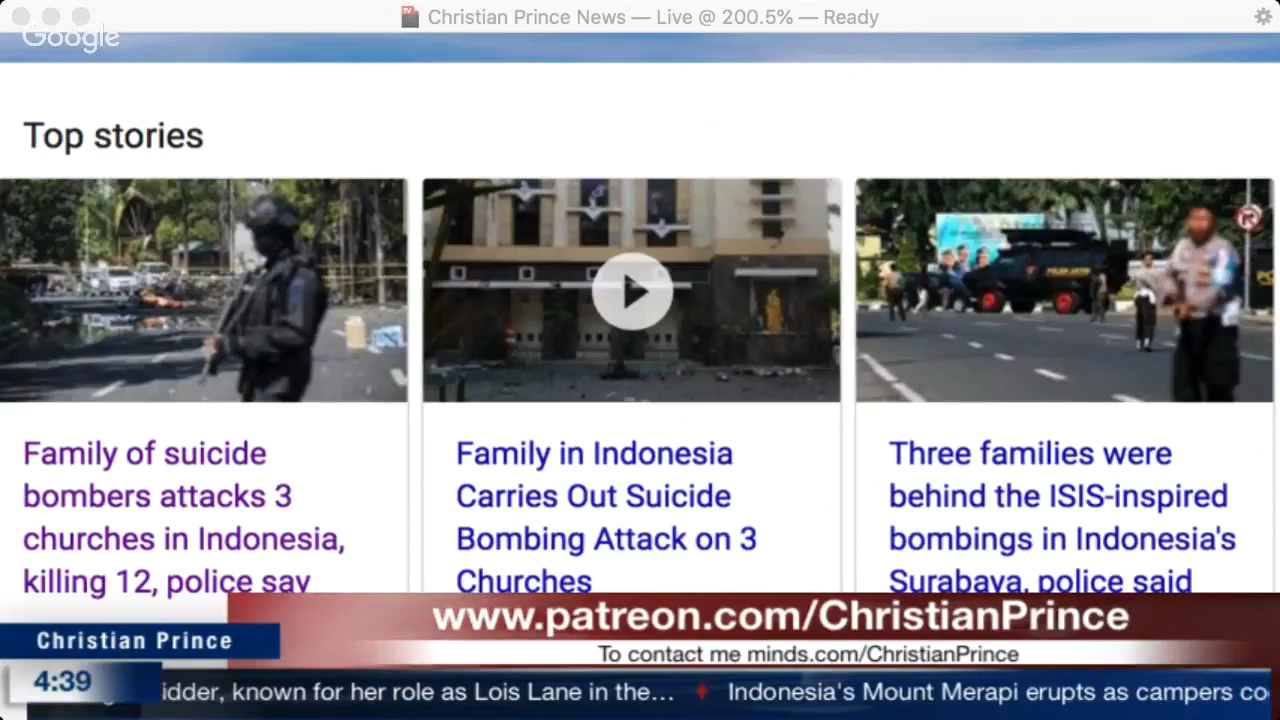 Christian Prince News — Live @ 200.5% — Ready
Google
Top stories
POLDA JATIM
Family of suicide
bombers attacks 3
churches in Indonesia,
killing 12, police say
Family in Indonesia
Carries Out Suicide
Bombing Attack on 3
Churches
Three families were
behind the ISIS-inspired
bombings in Indonesia's
Surabaya, police said
www.patreon.com/ChristianPrince
Christian Prince
To contact me minds.com/ChristianPrince
4:39
idder, known for her role as Lois Lane in the... Indonesia's Mount Merapi erupts as campers co